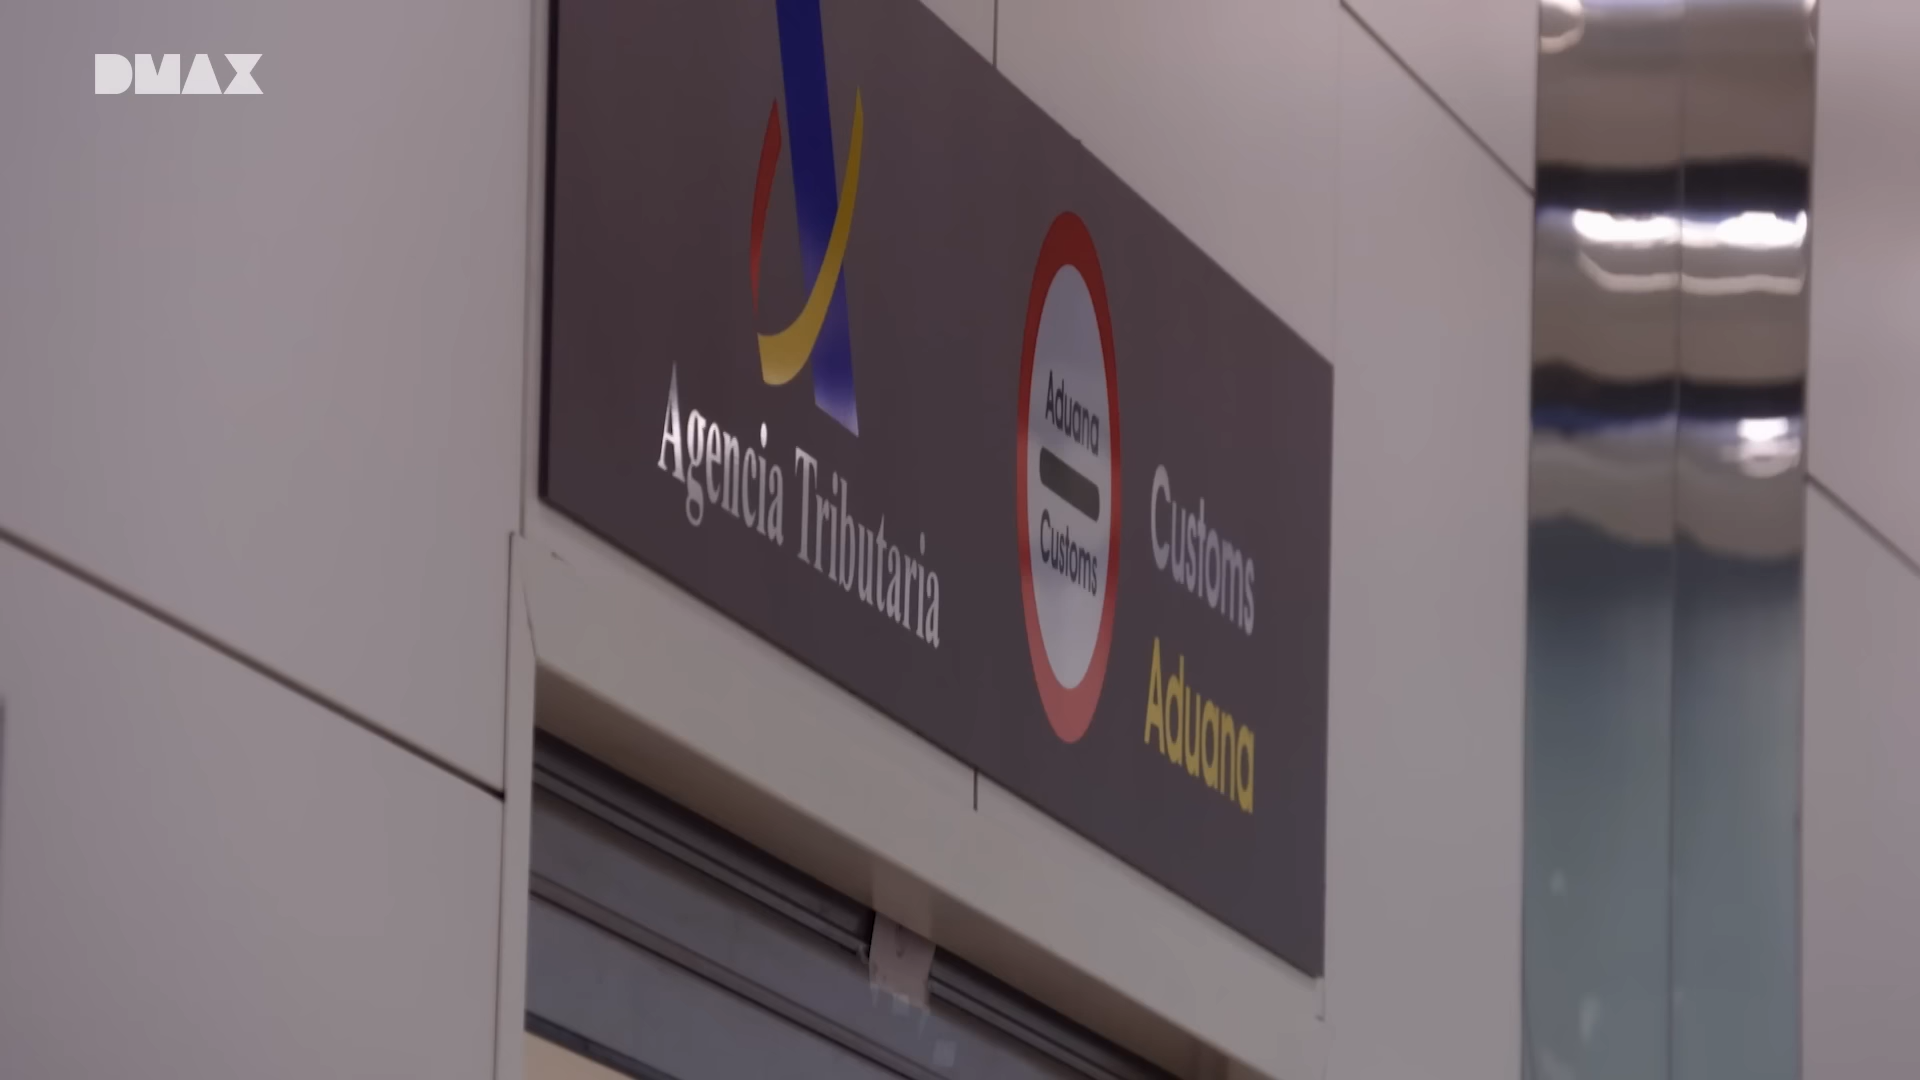 DMAX
Agencia Tributaria
Aduana
Customs
Customs
Aduana